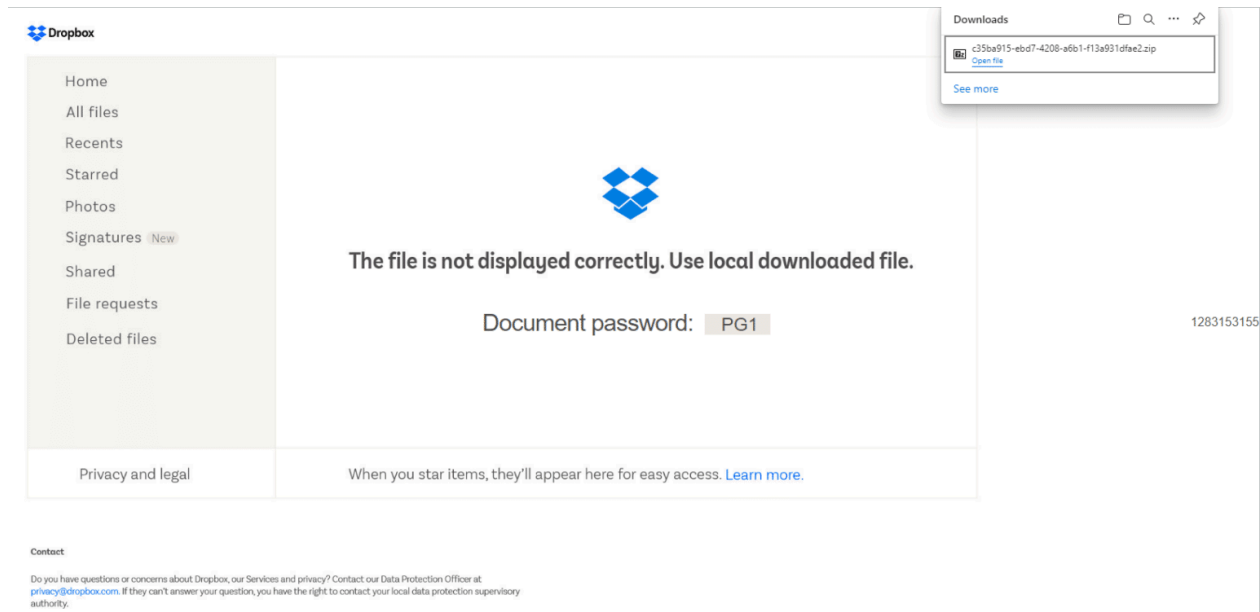 Dropbox
Downloads
c35ba915-ebd7-4208-a6b1-f13a931dfae2.zip
Open file
See more
Home
All files
Recents
Starred
Photos
Signatures New
Shared
File requests
Deleted files
The file is not displayed correctly. Use local downloaded file.
Document password: PG1
1283153155
Privacy and legal
When you star items, they'll appear here for easy access. Learn more.
Contact
Do you have questions or concerns about Dropbox, our Services and privacy? Contact our Data Protection Officer at
privacy@dropbox.com. If they can't answer your question, you have the right to contact your local data protection supervisory
authority.